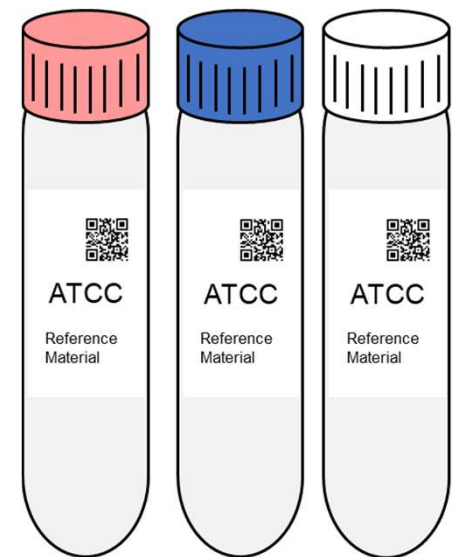 ATCC
Reference
Material
ATCC
Reference
Material
ATCC
Reference
Material